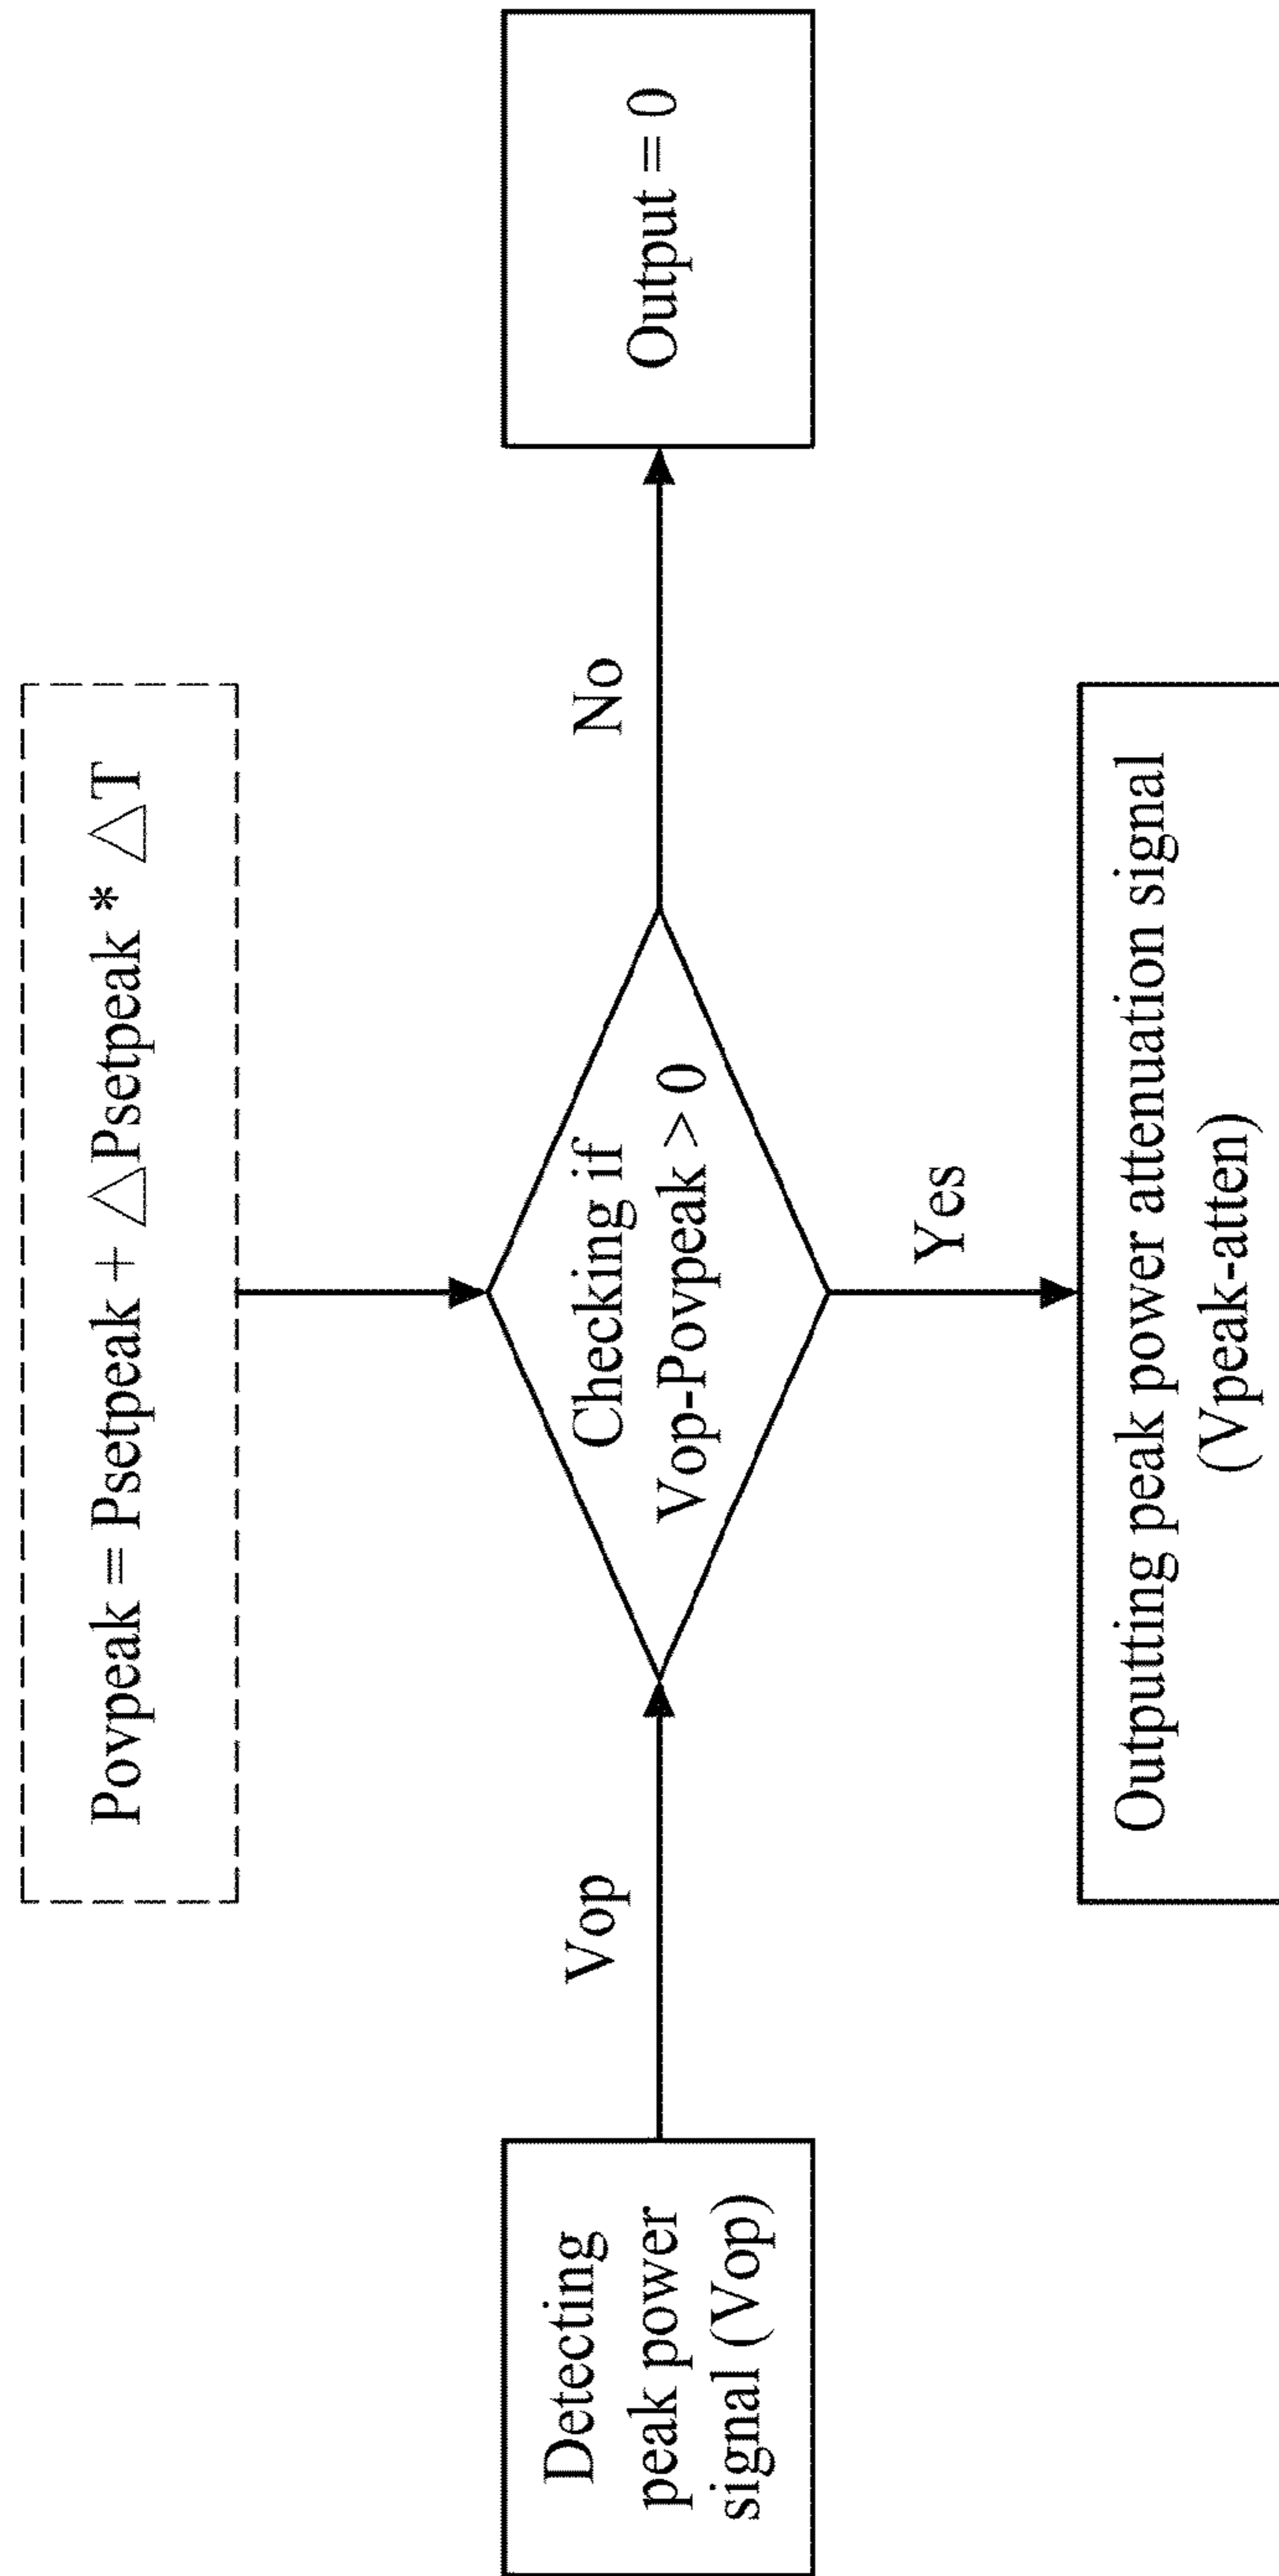 Povpeak = Psetpeak + △Psetpeak * △T
Detecting
peak power
signal (Vop)
Vop
Checking if
Vop-Povpeak > 0
No
Output = 0
Yes
Outputting peak power attenuation signal
(Vpeak-atten)